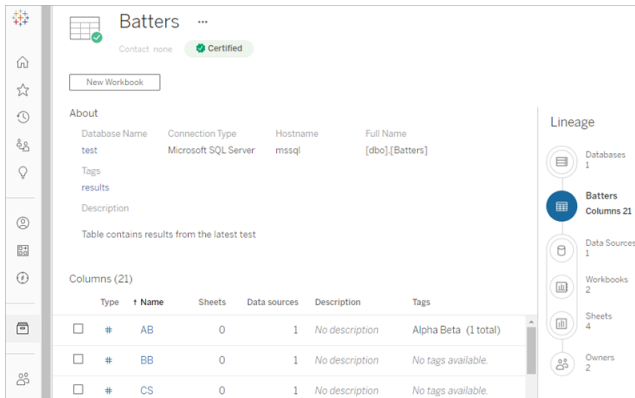 Batters ...
Contact none Certified
New Workbook
About
Database Name Connection Type Hostname Full Name
test Microsoft SQL Server mssql [dbo].[Batters]
Tags
results
Description
Table contains results from the latest test
Columns (21)
Type ↑ Name Sheets Data sources Description Tags
# AB 0 1 No description Alpha Beta (1 total)
# BB 0 1 No description No tags available.
# CS 0 1 No description No tags available.
Lineage
Databases
1
Batters
Columns 21
Data Sources
1
Workbooks
2
Sheets
4
Owners
2